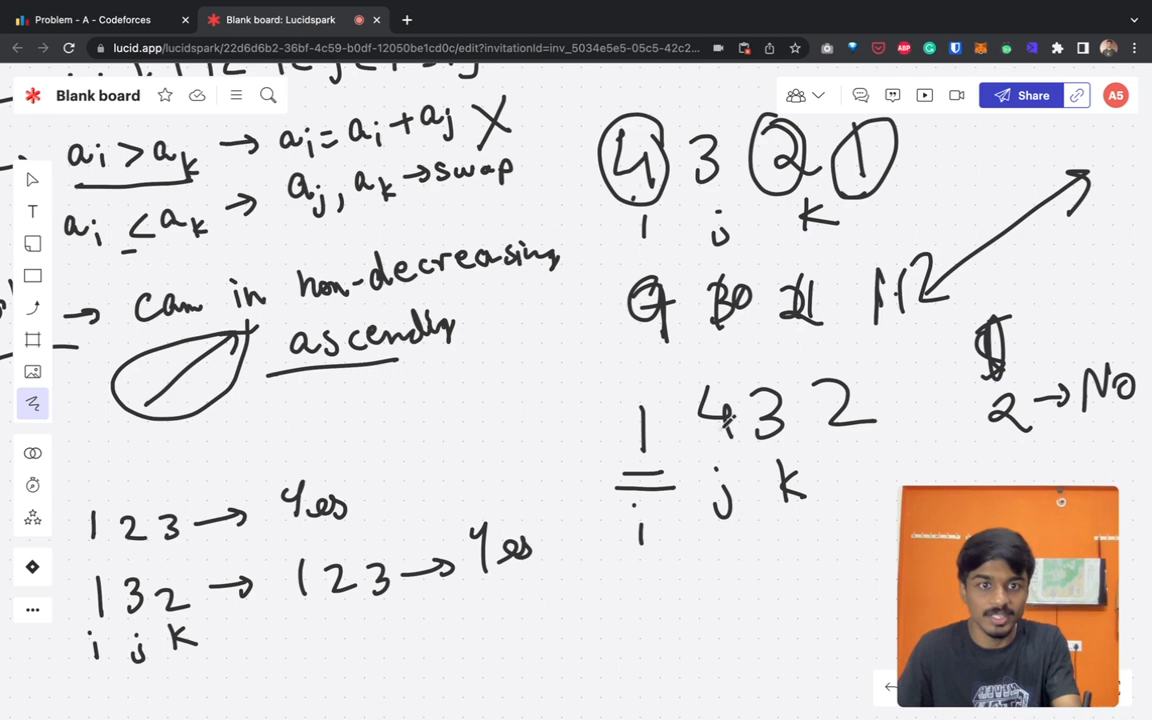 Problem - A - Codeforces
Blank board: Lucidspark
lucid.app/lucidspark/22d6d6b2-36bf-4c59-b0df-12050be1cd0c/edit?invitationId=inv_5034e5e5-05c5-42c2...
ABP
Blank board
Share
A5
T
ai > ak → ai = ai + aj X
ai ≤ ak → aj, ak → swap
→ can in non-decreasing
ascending
1 2 3 → Yes
1 3 2 → 1 2 3 → Yes
i j k
4 3 2 1
i j k
2
1 4 3 2
2 → No
i j k